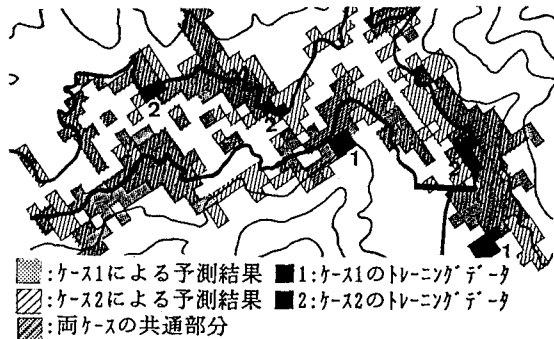 2
2
1
1
:ケース1による予測結果 1:ケース1のトレーニングデータ
:ケース2による予測結果 2:ケース2のトレーニングデータ
:両ケースの共通部分